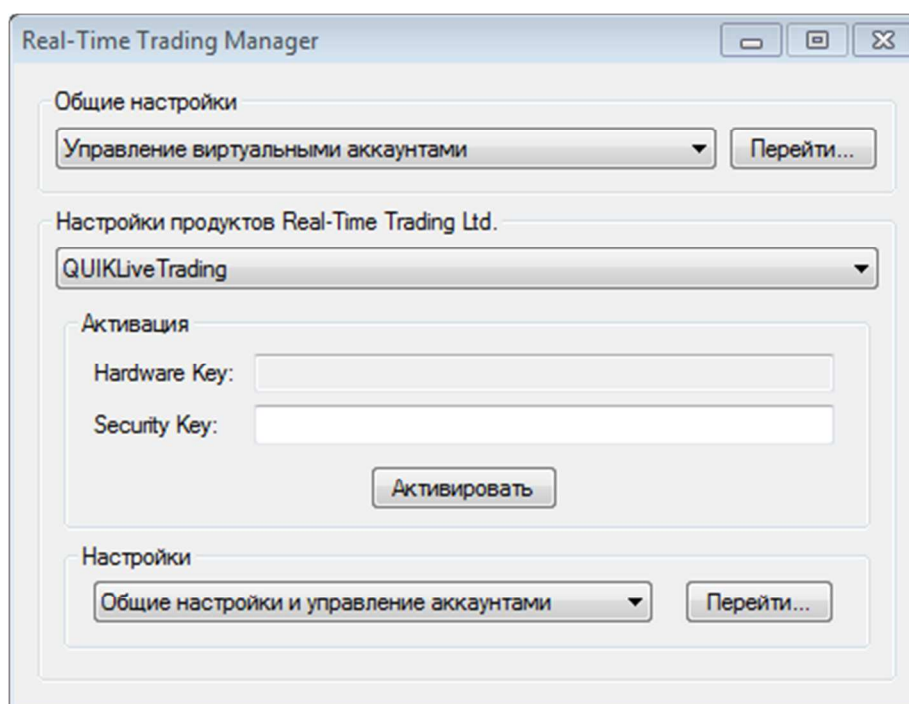 Real-Time Trading Manager
Общие настройки
Управление виртуальными аккаунтами Перейти...
Настройки продуктов Real-Time Trading Ltd.
QUIKLiveTrading
Активация
Hardware Key:
Security Key:
Активировать
Настройки
Общие настройки и управление аккаунтами Перейти...